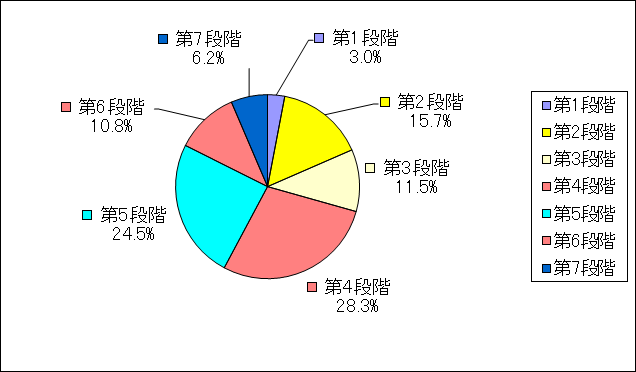 第7段階
6.2%
第1段階
3.0%
第6段階
10.8%
第2段階
15.7%
第3段階
11.5%
第5段階
24.5%
第4段階
28.3%
第1段階
第2段階
第3段階
第4段階
第5段階
第6段階
第7段階